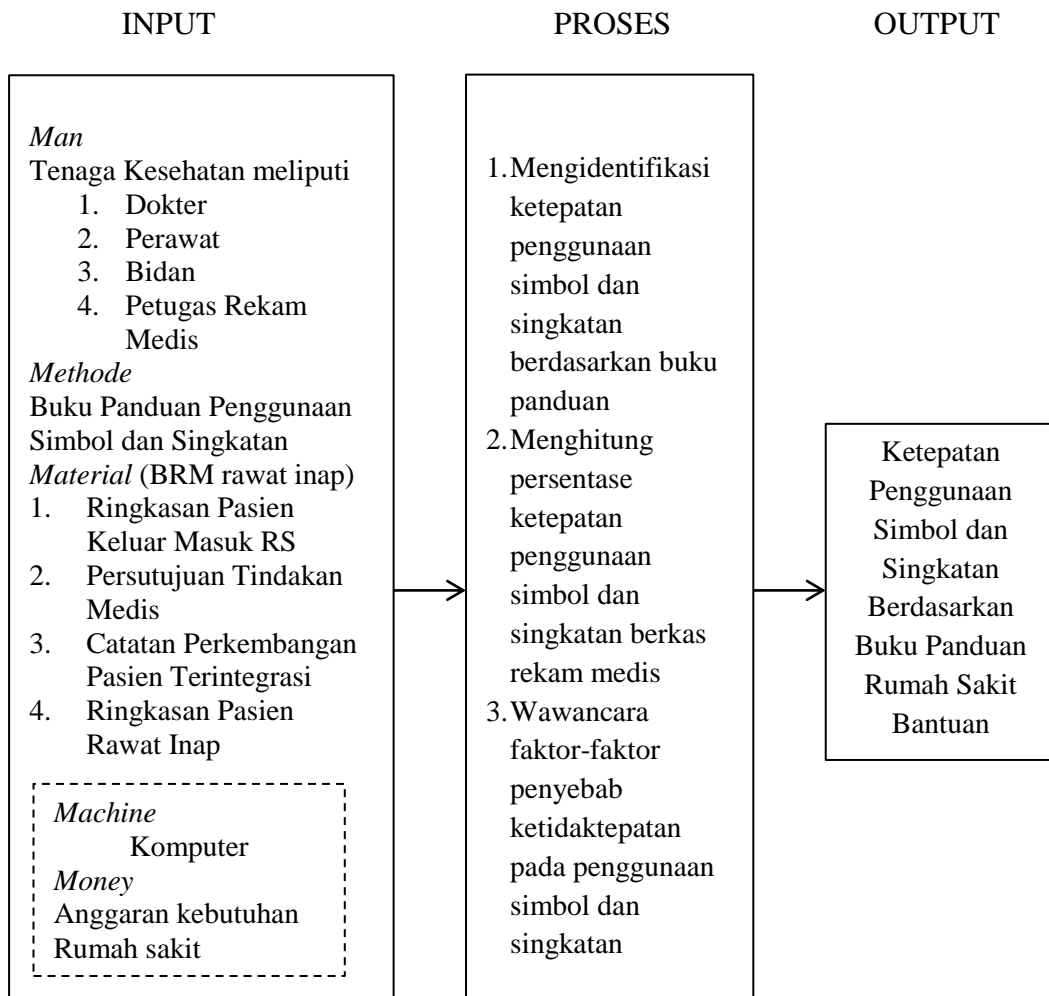 INPUT
PROSES
OUTPUT
Man
Tenaga Kesehatan meliputi
1. Dokter
2. Perawat
3. Bidan
4. Petugas Rekam
Medis
Methode
Buku Panduan Penggunaan
Simbol dan Singkatan
Material (BRM rawat inap)
1. Ringkasan Pasien
Keluar Masuk RS
2. Persutujuan Tindakan
Medis
3. Catatan Perkembangan
Pasien Terintegrasi
4. Ringkasan Pasien
Rawat Inap
Machine
Komputer
Money
Anggaran kebutuhan
Rumah sakit
1. Mengidentifikasi
ketepatan
penggunaan
simbol dan
singkatan
berdasarkan buku
panduan
2. Menghitung
persentase
ketepatan
penggunaan
simbol dan
singkatan berkas
rekam medis
3. Wawancara
faktor-faktor
penyebab
ketidaktepatan
pada penggunaan
simbol dan
singkatan
Ketepatan
Penggunaan
Simbol dan
Singkatan
Berdasarkan
Buku Panduan
Rumah Sakit
Bantuan